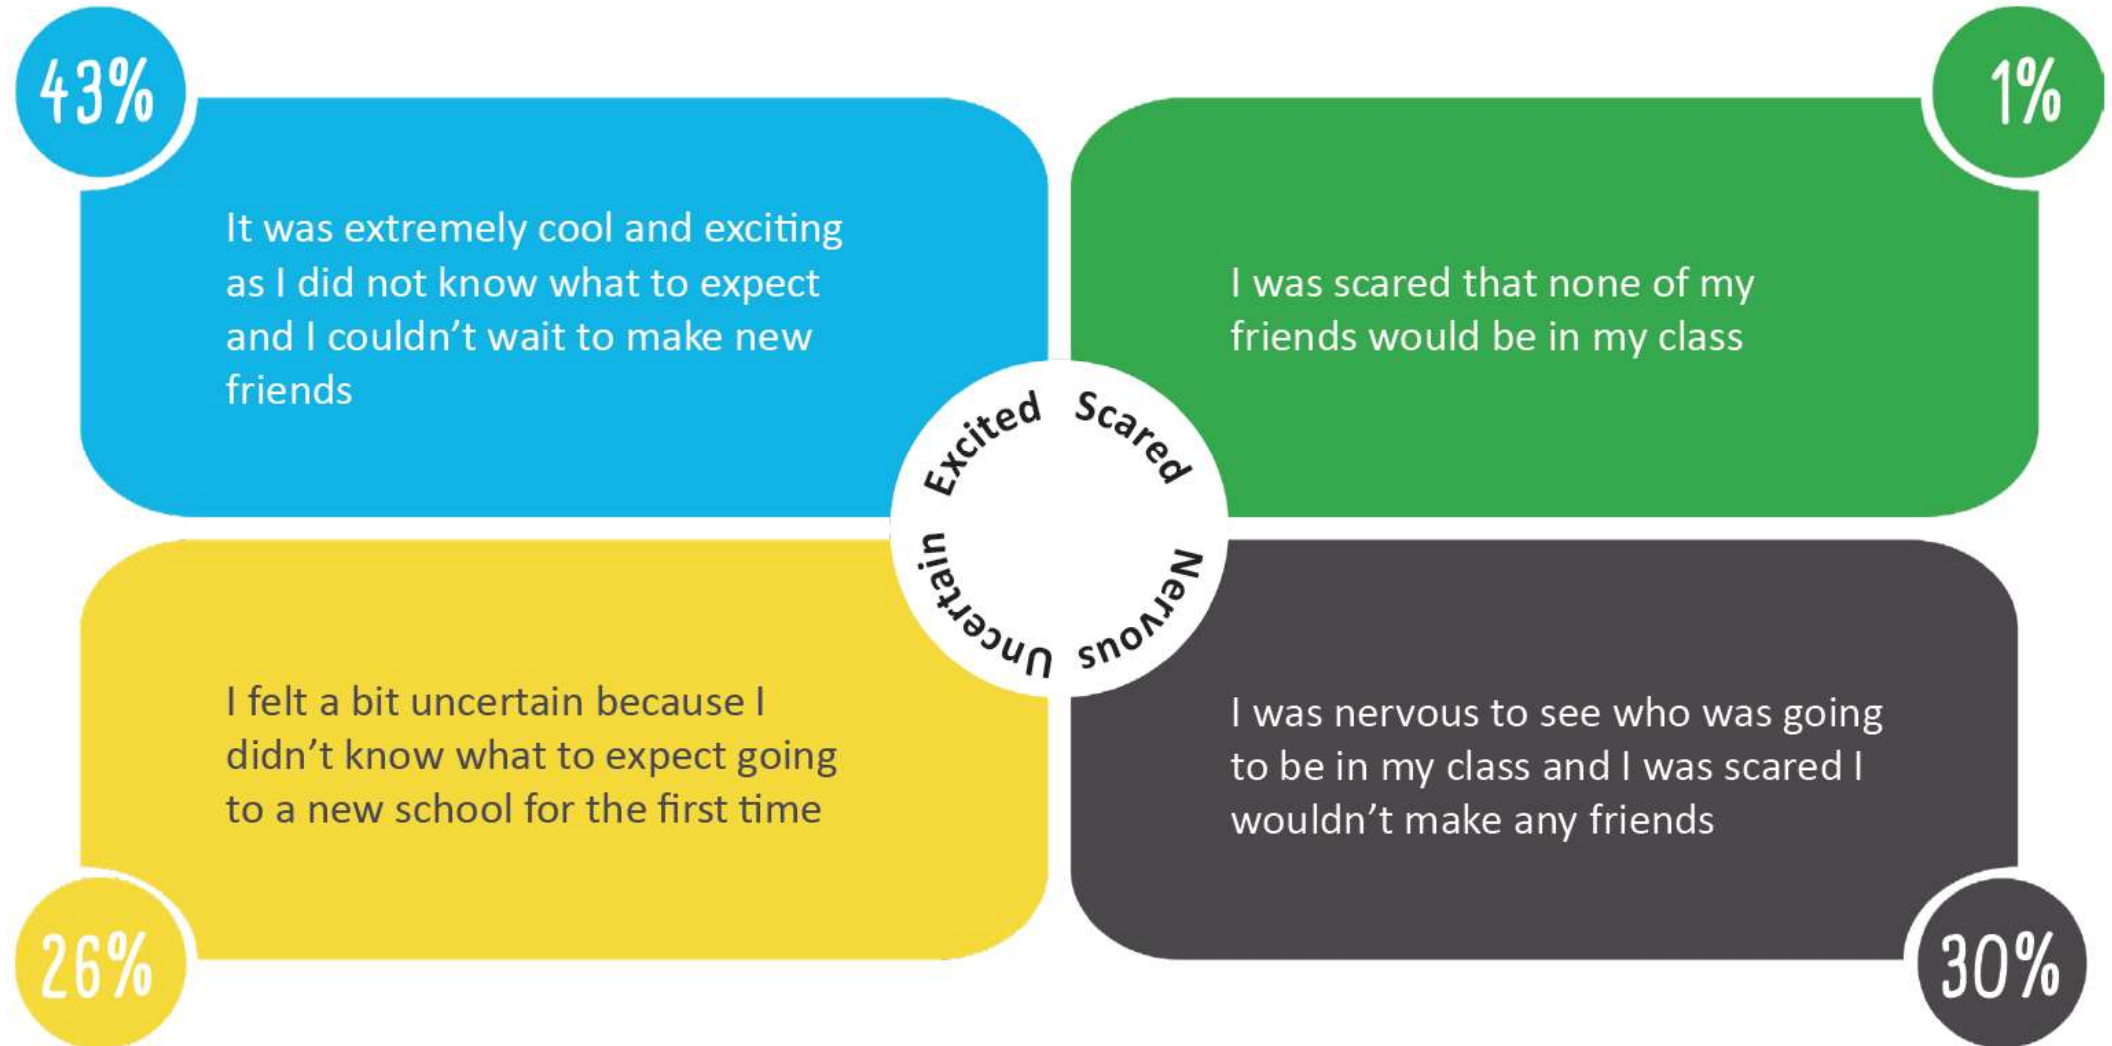 43%
It was extremely cool and exciting
as I did not know what to expect
and I couldn’t wait to make new
friends
1%
I was scared that none of my
friends would be in my class
Excited
Scared
Uncertain
Nervous
I felt a bit uncertain because I
didn’t know what to expect going
to a new school for the first time
26%
I was nervous to see who was going
to be in my class and I was scared I
wouldn’t make any friends
30%